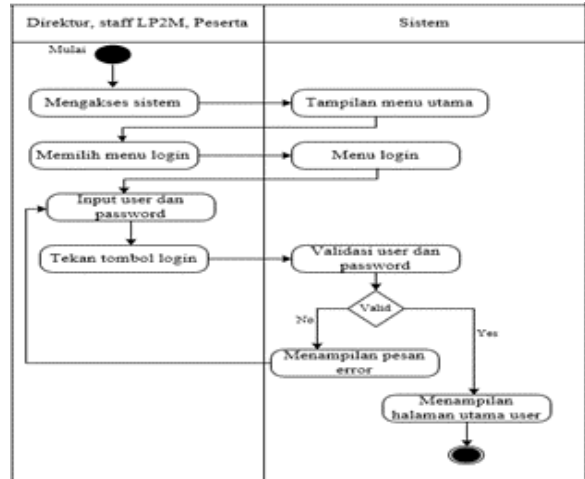 Direktur, staff LP2M, Peserta
Sistem
Mulai
Mengakses sistem
Tampilan menu utama
Memilih menu login
Menu login
Input user dan
password
Tekan tombol login
Validasi user dan
password
Valid
No
Yes
Menampilan pesan
error
Menampilan
halaman utama user